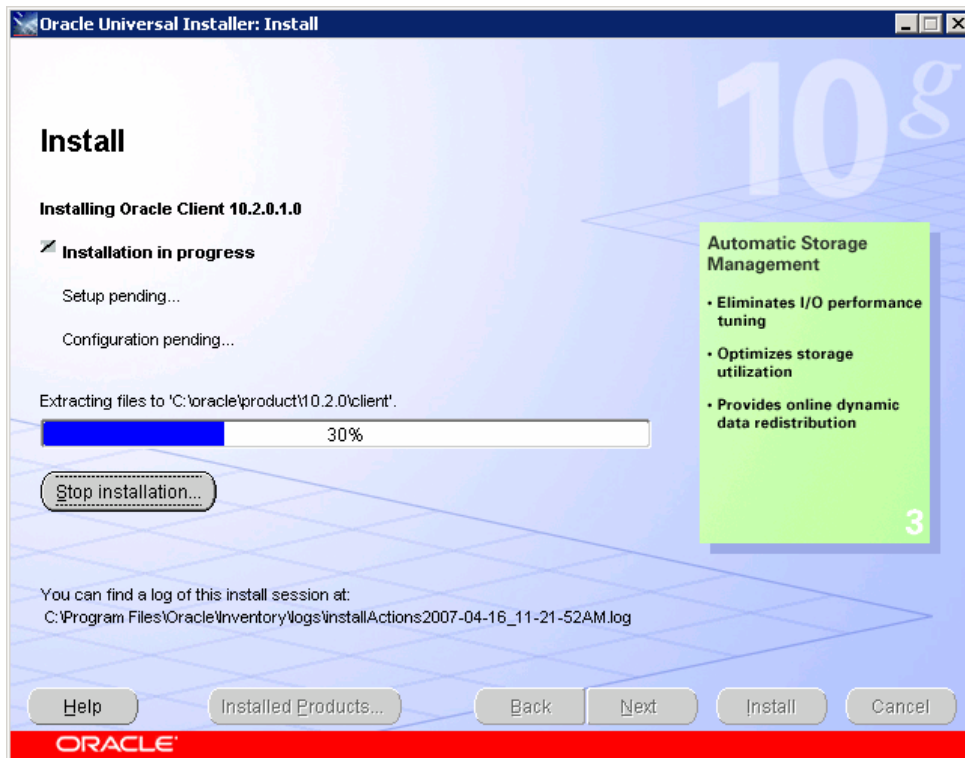 Oracle Universal Installer: Install
10g
Install
Installing Oracle Client 10.2.0.1.0
Installation in progress
Setup pending...
Configuration pending...
Extracting files to 'C:\oracle\product\10.2.0\client'.
30%
Stop installation...
Automatic Storage
Management
• Eliminates I/O performance
tuning
• Optimizes storage
utilization
• Provides online dynamic
data redistribution
3
You can find a log of this install session at:
C:\Program Files\Oracle\Inventory\logs\installActions2007-04-16_11-21-52AM.log
Help
Installed Products...
Back
Next
Install
Cancel
ORACLE